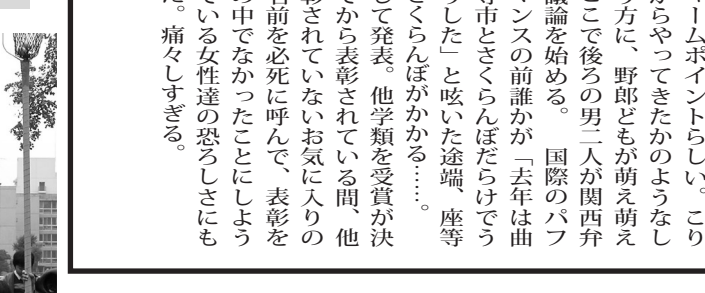 ームポイントらしい。こり
からやってきたかのようなし
り方に、野郎どもが萌え萌え
こで後ろの男二人が関西弁
議論を始める。　国際のパフ
マンスの前誰かが「去年は曲
等市とさくらんぼだらけでう
りした」と呟いた途端、座等
さくらんぼがかかる……。
して発表。他学類を受賞が決
そから表彰されている間、他
彰されていないお気に入りの
名前を必死に呼んで、表彰を
の中でなかったことにしよう
ている女性達の恐ろしさにも
た。痛々しすぎる。